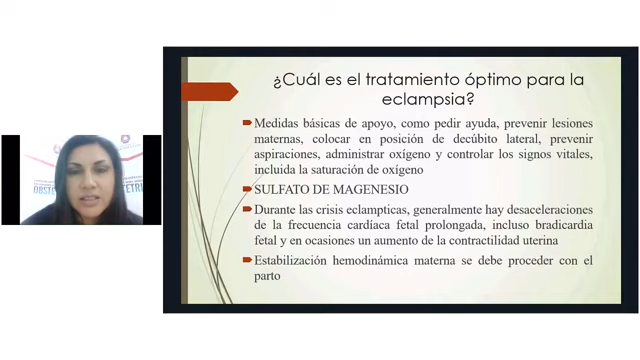 ¿Cuál es el tratamiento óptimo para la
eclampsia?
Medidas básicas de apoyo, como pedir ayuda, prevenir lesiones
maternas, colocar en posición de decúbito lateral, prevenir
aspiraciones, administrar oxígeno y controlar los signos vitales,
incluida la saturación de oxígeno
SULFATO DE MAGENESIO
Durante las crisis eclampticas, generalmente hay desaceleraciones
de la frecuencia cardíaca fetal prolongada, incluso bradicardia
fetal y en ocasiones un aumento de la contractilidad uterina
Estabilización hemodinámica materna se debe proceder con el
parto